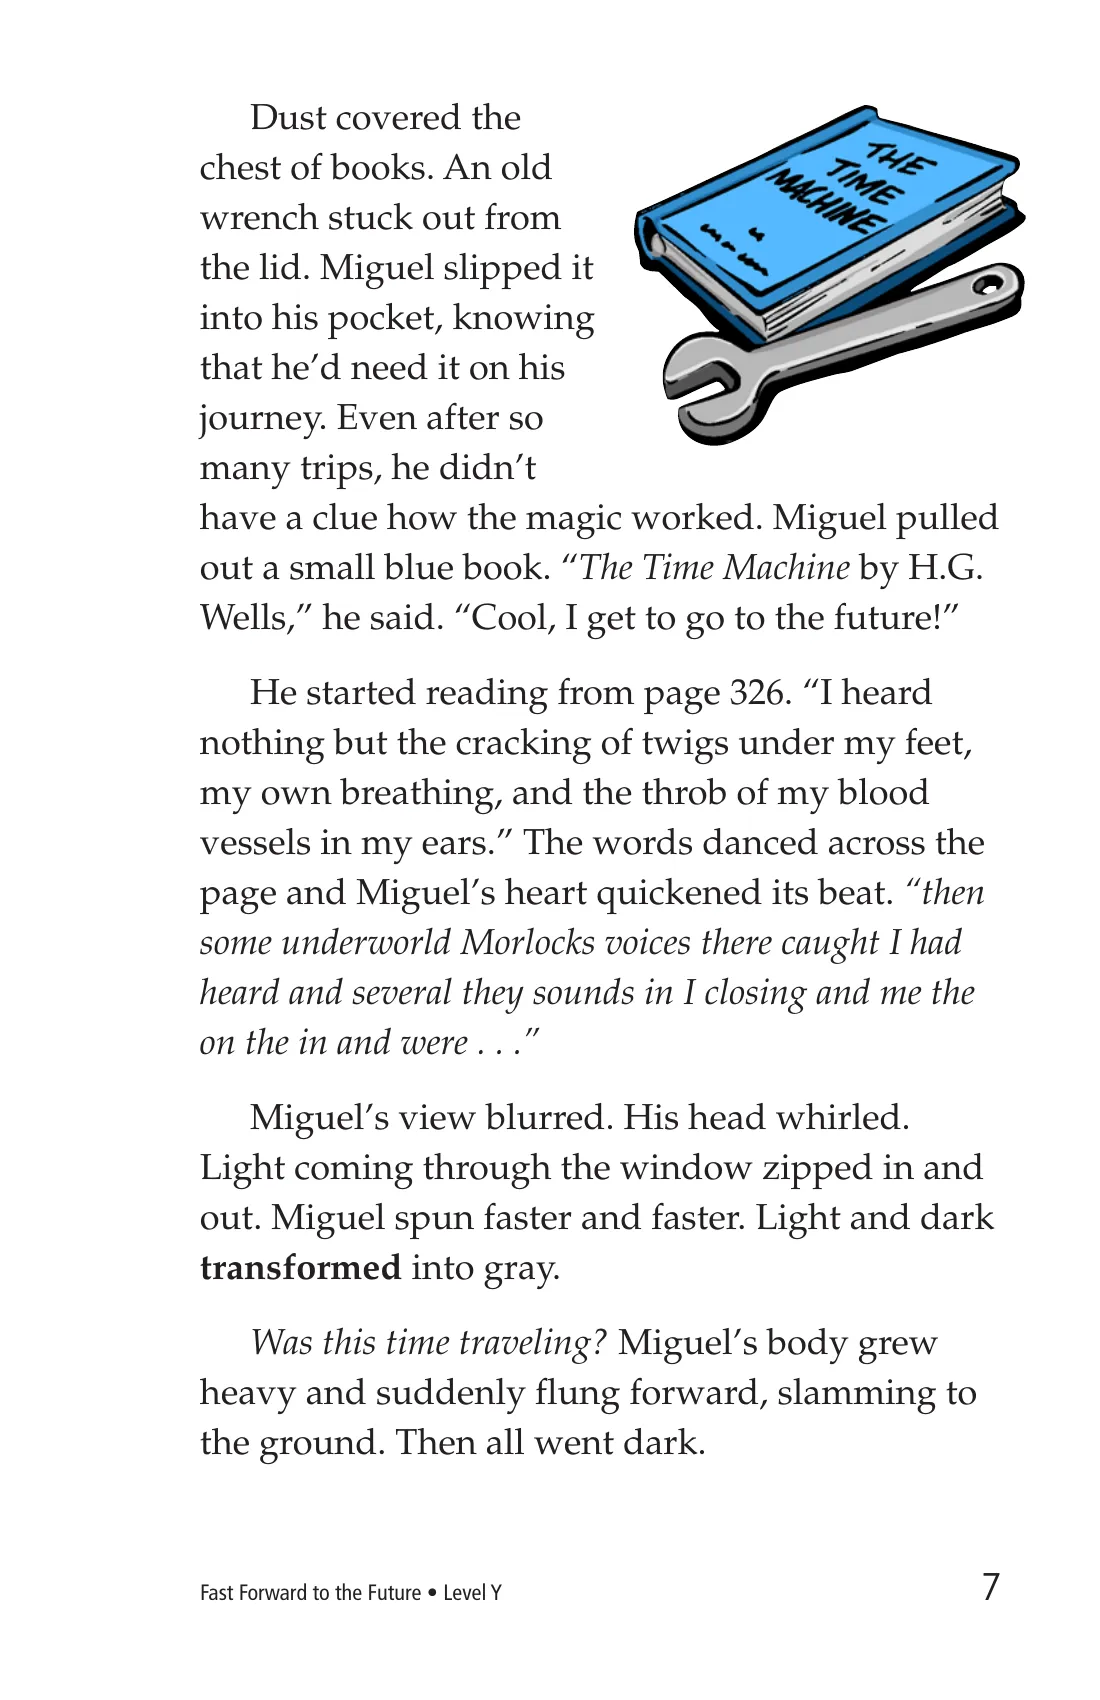 Dust covered the
chest of books. An old
wrench stuck out from
the lid. Miguel slipped it
into his pocket, knowing
that he’d need it on his
journey. Even after so
many trips, he didn’t
have a clue how the magic worked. Miguel pulled
out a small blue book. “The Time Machine by H.G.
Wells,” he said. “Cool, I get to go to the future!”
THE
TIME
MACHINE
He started reading from page 326. “I heard
nothing but the cracking of twigs under my feet,
my own breathing, and the throb of my blood
vessels in my ears.” The words danced across the
page and Miguel’s heart quickened its beat. “then
some underworld Morlocks voices there caught I had
heard and several they sounds in I closing and me the
on the in and were . . .”
Miguel’s view blurred. His head whirled.
Light coming through the window zipped in and
out. Miguel spun faster and faster. Light and dark
transformed into gray.
Was this time traveling? Miguel’s body grew
heavy and suddenly flung forward, slamming to
the ground. Then all went dark.
Fast Forward to the Future • Level Y
7